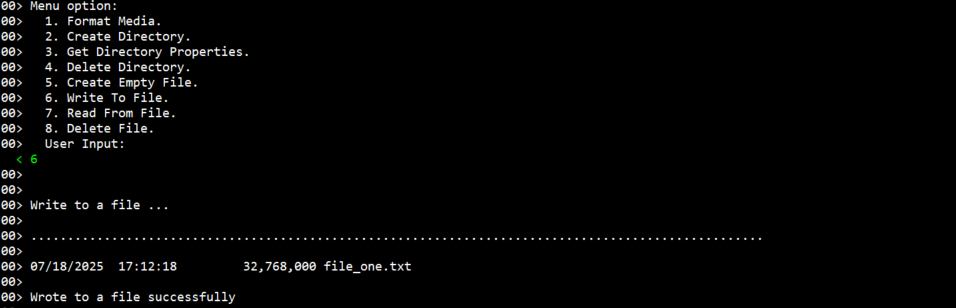 00> Menu option:
00>   1. Format Media.
00>   2. Create Directory.
00>   3. Get Directory Properties.
00>   4. Delete Directory.
00>   5. Create Empty File.
00>   6. Write To File.
00>   7. Read From File.
00>   8. Delete File.
00>   User Input:
  < 6
00>
00>
00> Write to a file ...
00>
00> ....................................................................................................
00>
00> 07/18/2025  17:12:18         32,768,000 file_one.txt
00>
00> Wrote to a file successfully